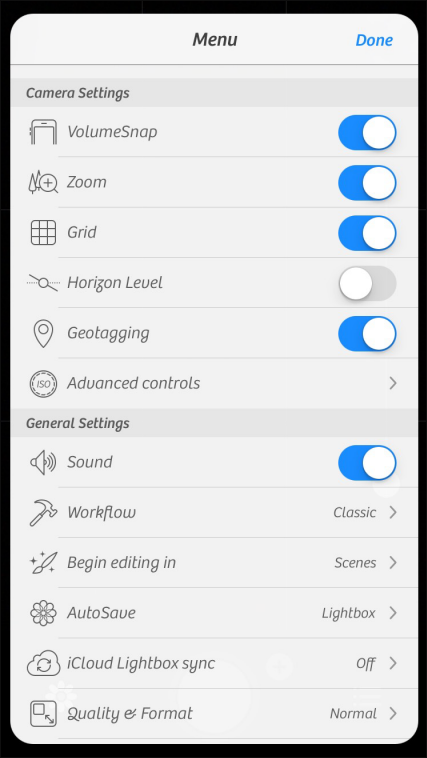 Menu Done
Camera Settings
VolumeSnap
Zoom
Grid
Horizon Level
Geotagging
ISO Advanced controls
General Settings
Sound
Workflow Classic
Begin editing in Scenes
AutoSave Lightbox
iCloud Lightbox sync Off
Quality & Format Normal